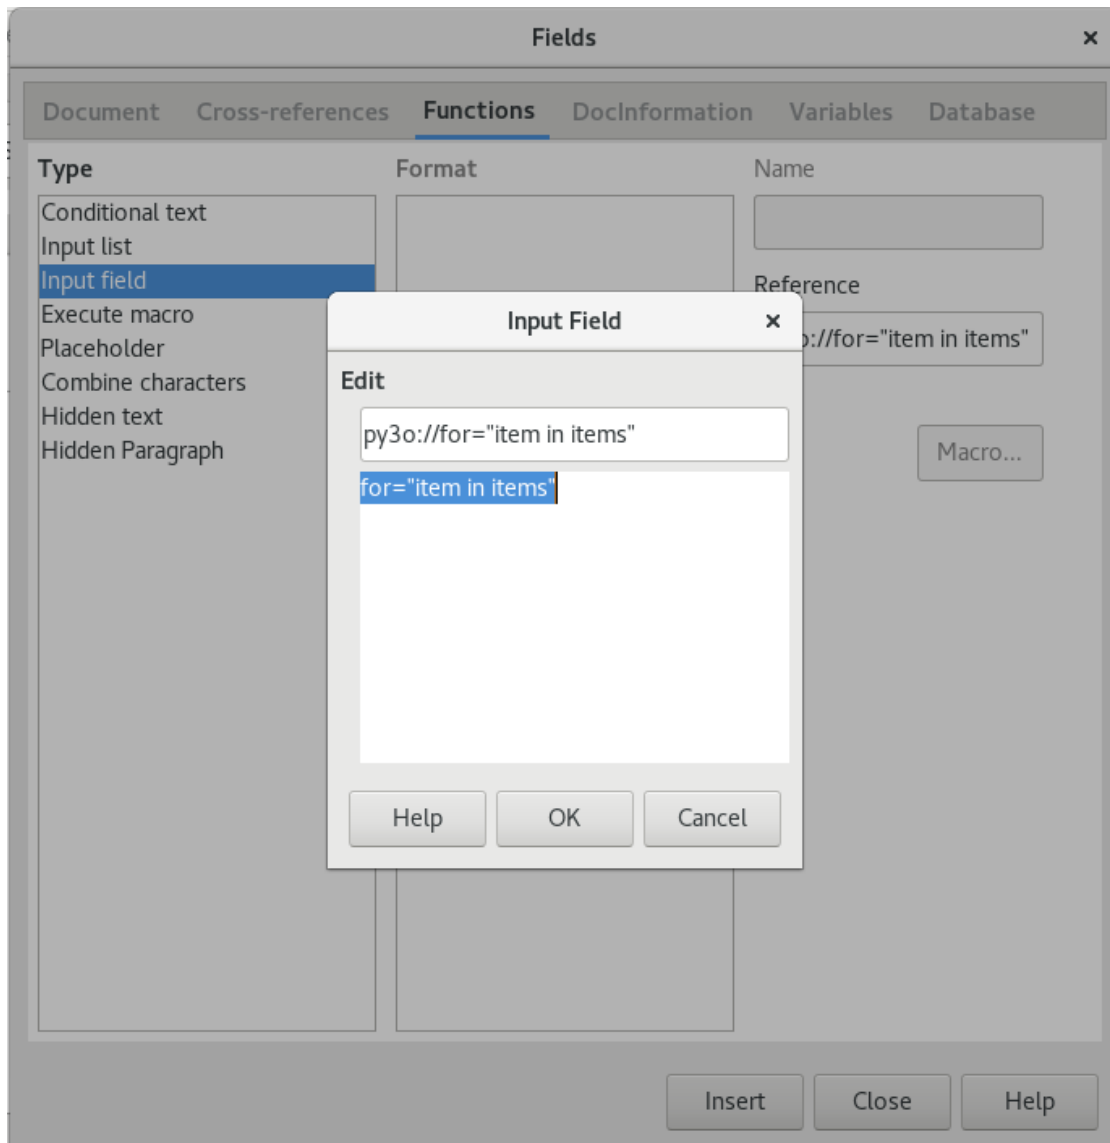 Fields
Document Cross-references Functions DocInformation Variables Database
Type
Format
Name
Conditional text
Input list
Input field
Execute macro
Placeholder
Combine characters
Hidden text
Hidden Paragraph
Reference
://for="item in items"
Macro...
Input Field
Edit
py3o://for="item in items"
for="item in items"
Help OK Cancel
Insert Close Help